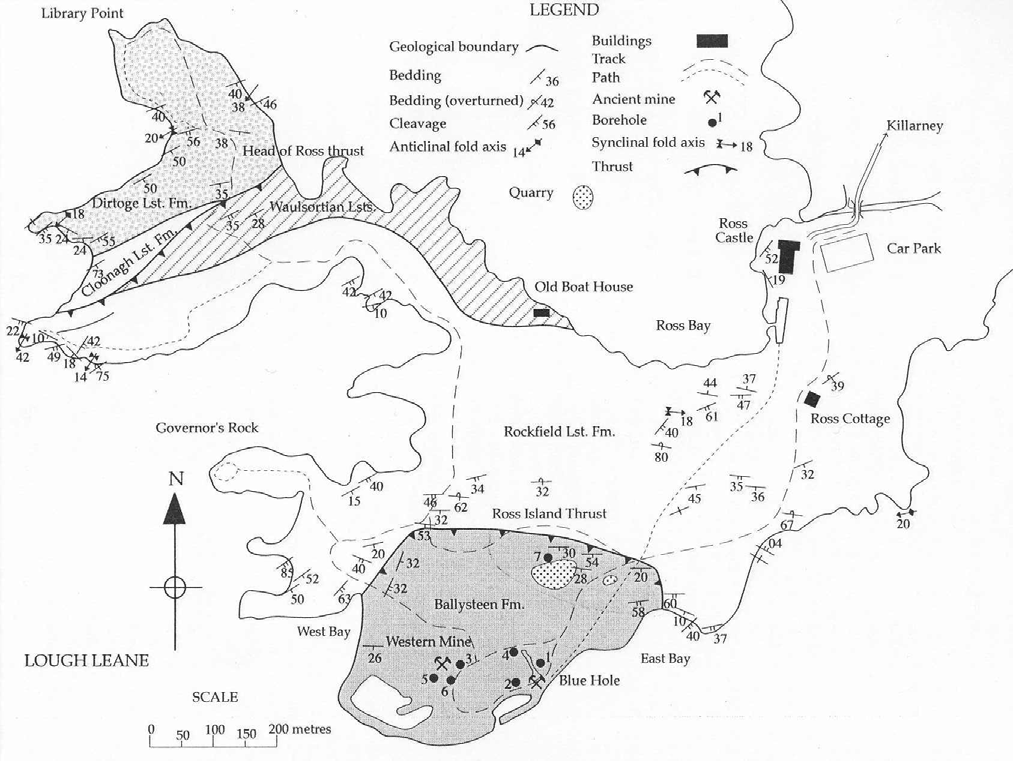 Library Point
LEGEND
Geological boundary
Bedding 36
Bedding (overturned) 42
Cleavage 56
Anticlinal fold axis 14
Buildings
Track
Path
Ancient mine
Borehole 1
Synclinal fold axis 18
Thrust
Quarry
Killarney
40
38 46
40
20 56 38
50
Head of Ross thrust
50
35
Dirtoge Lst. Fm.
Waulsortian Lsts.
18
35 28
35 24
24 55
Cloonagh Lst. Fm.
73
Ross
Castle
52
19
Car Park
Old Boat House
42 42
10
Ross Bay
22
10
42 49 18 42
14 75
37
44
47
61
39
Ross Cottage
18
40
80
Rockfield Lst. Fm.
Governor's Rock
N
40
15
34
32
46 62
32
53
45
35 36
32
67
20
04
Ross Island Thrust
20
40
32
32
85 52
50
63
7 30 54
28
20
58
60
10
40 37
Ballysteen Fm.
West Bay
Western Mine
26
3
5
6
4
1
2
Blue Hole
East Bay
LOUGH LEANE
SCALE
0 50 100 150 200 metres